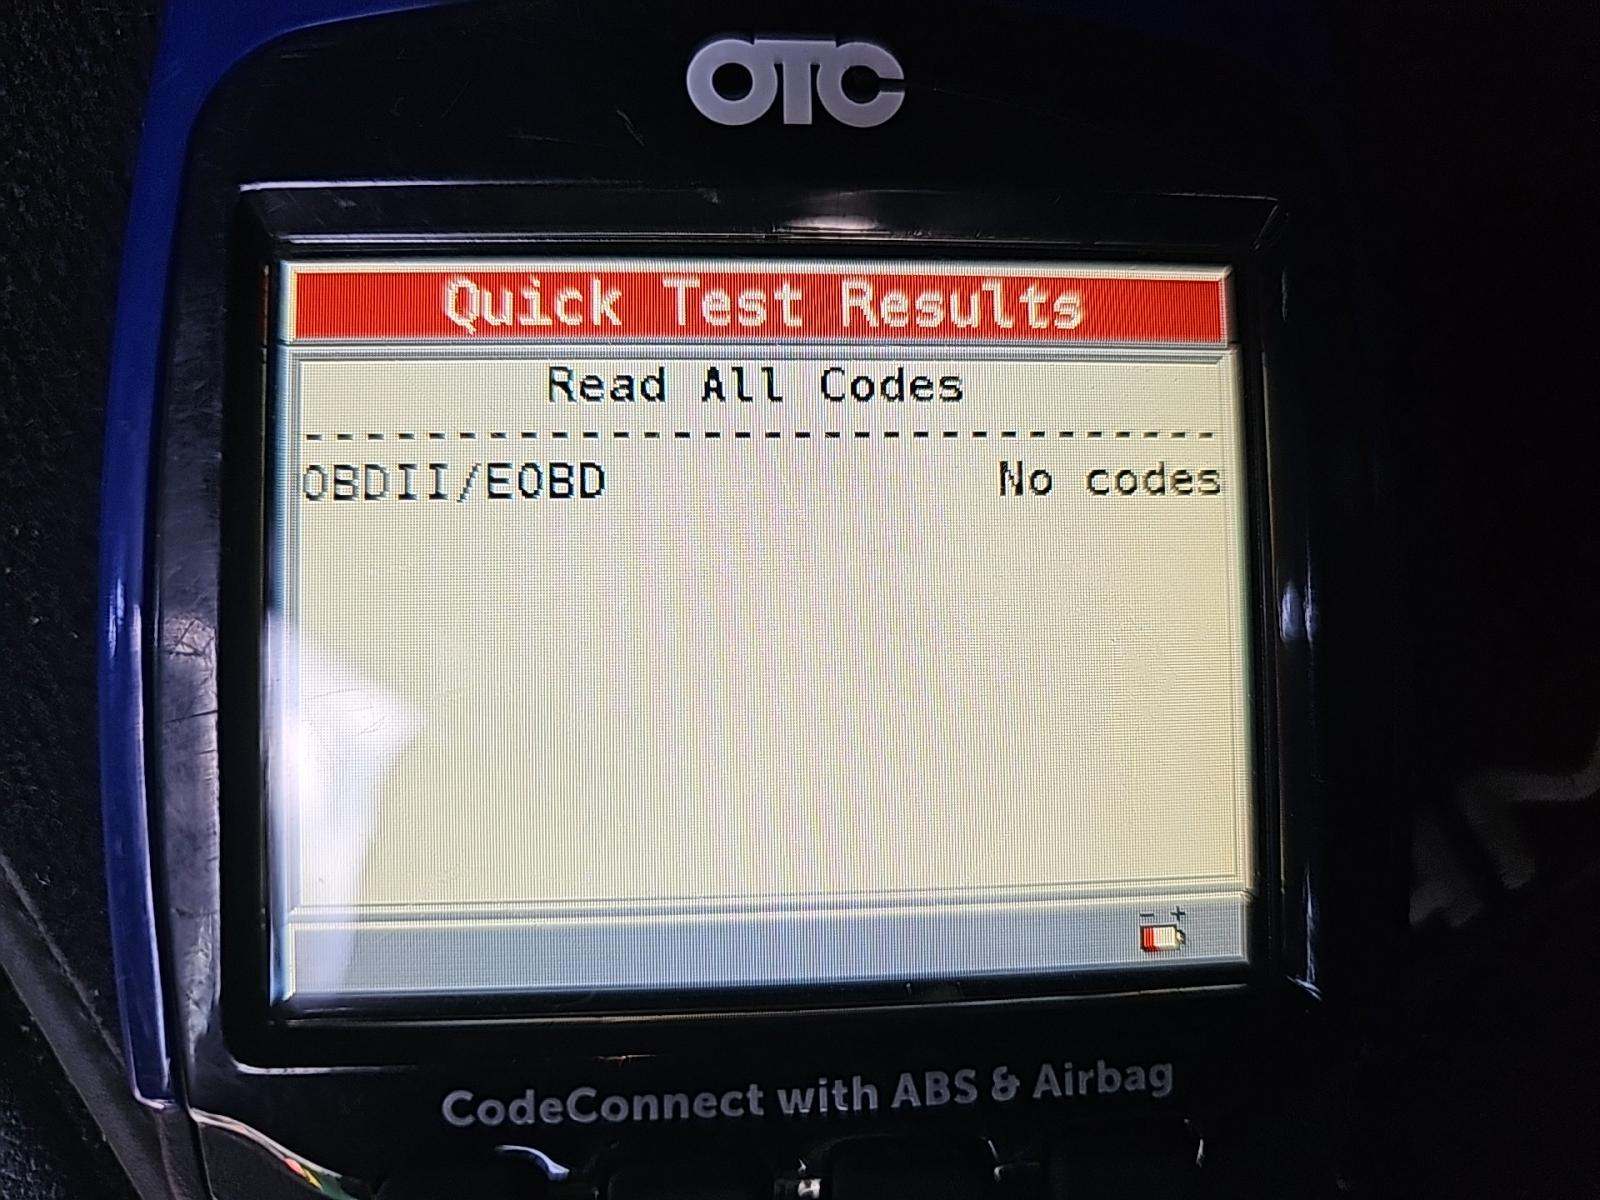 OTC
Quick Test Results
Read All Codes
--------------------------------
OBDII/EOBD No codes
- +
CodeConnect with ABS & Airbag